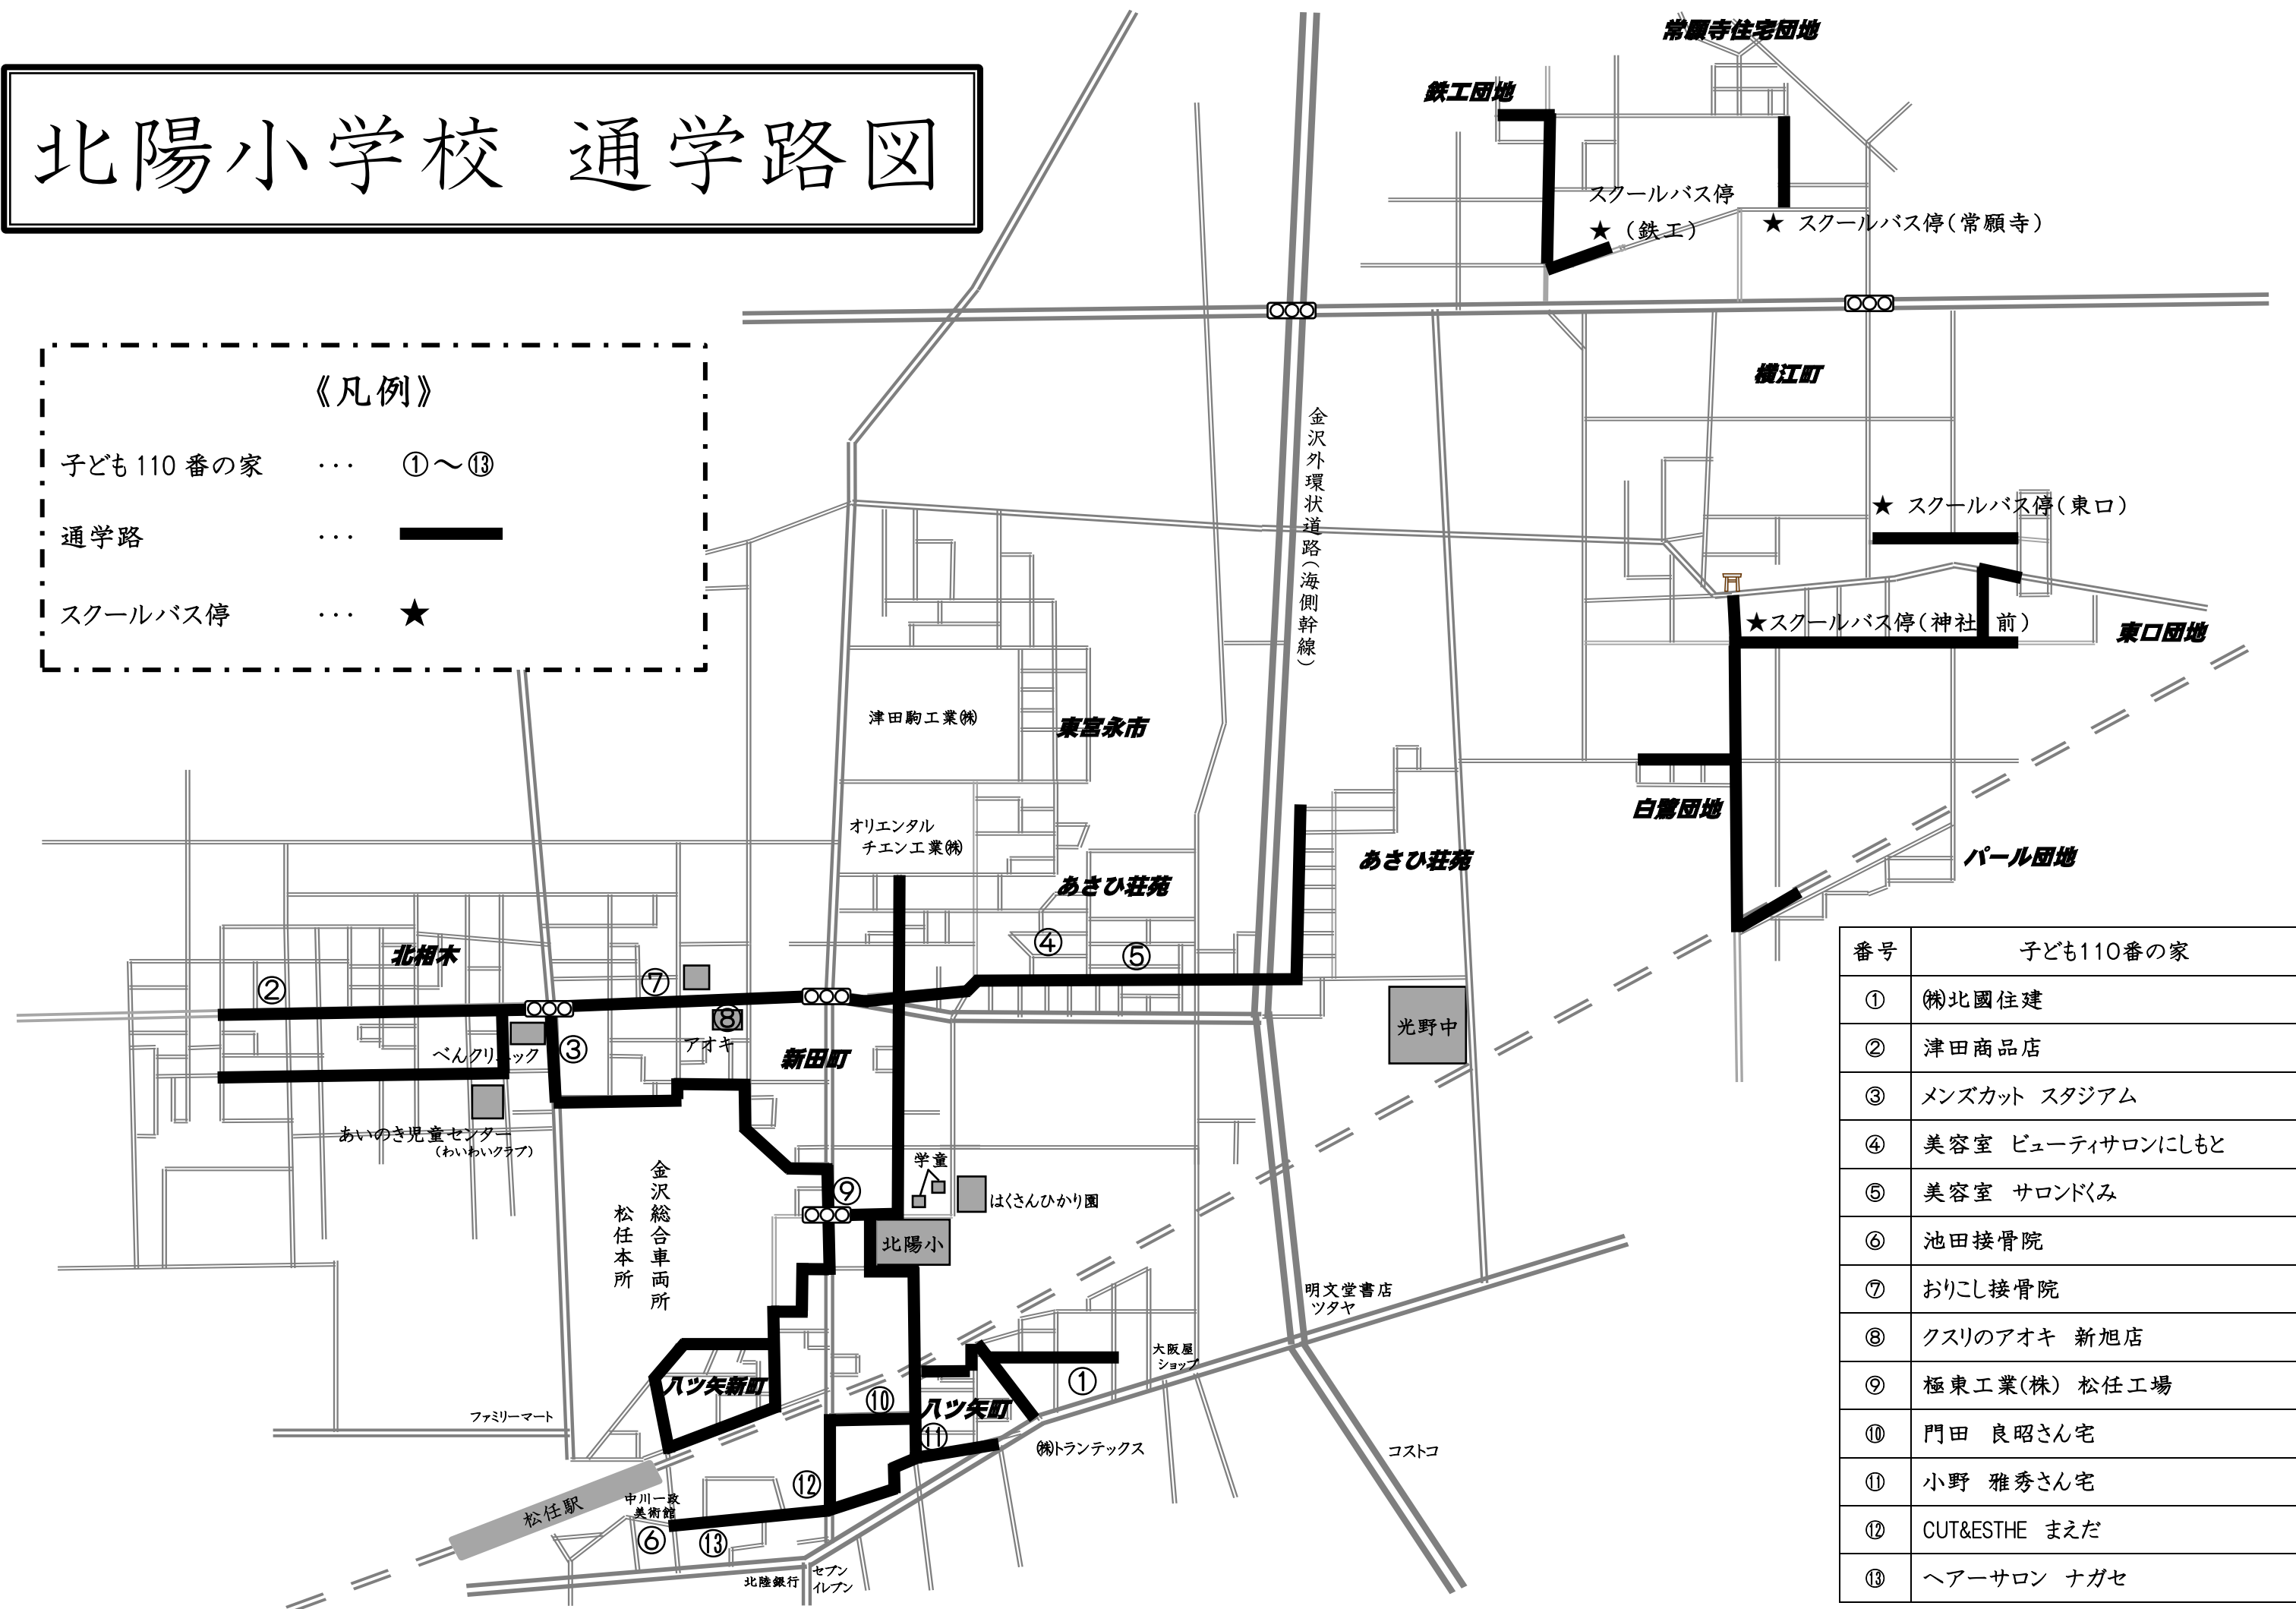 北陽小学校 通学路図
《凡例》
子ども110番の家 ・・・ ①～⑬
通学路 ・・・
スクールバス停 ・・・ ★
常願寺住宅団地
鉄工団地
スクールバス停
★（鉄工）
★ スクールバス停（常願寺）
横江町
金沢外環状道路（海側幹線）
★ スクールバス停（東口）
★スクールバス停（神社 前）
東口団地
津田駒工業㈱
東宮永市
オリエンタル
チエン工業㈱
あさひ荘苑
あさひ荘苑
白鷺団地
パール団地
北相木
④
⑤
⑦
②
⑧
アオキ
③
べんクリニック
新田町
光野中
あいのき児童センター
（わいわいクラブ）
金沢総合車両所
松任本所
学童
⑨
はくさんひかり園
北陽小
明文堂書店
ツタヤ
大阪屋
ショップ
①
八ツ矢新町
⑩
八ツ矢町
⑪
ファミリーマート
㈱トランテックス
コストコ
⑫
松任駅
中川一政
美術館
⑥
⑬
北陸銀行
セブン
イレブン
番号 子ども110番の家
① ㈱北國住建
② 津田商品店
③ メンズカット スタジアム
④ 美容室 ビューティサロンにしもと
⑤ 美容室 サロンドくみ
⑥ 池田接骨院
⑦ おりこし接骨院
⑧ クスリのアオキ 新旭店
⑨ 極東工業(株) 松任工場
⑩ 門田 良昭さん宅
⑪ 小野 雅秀さん宅
⑫ CUT&ESTHE まえだ
⑬ ヘアーサロン ナガセ